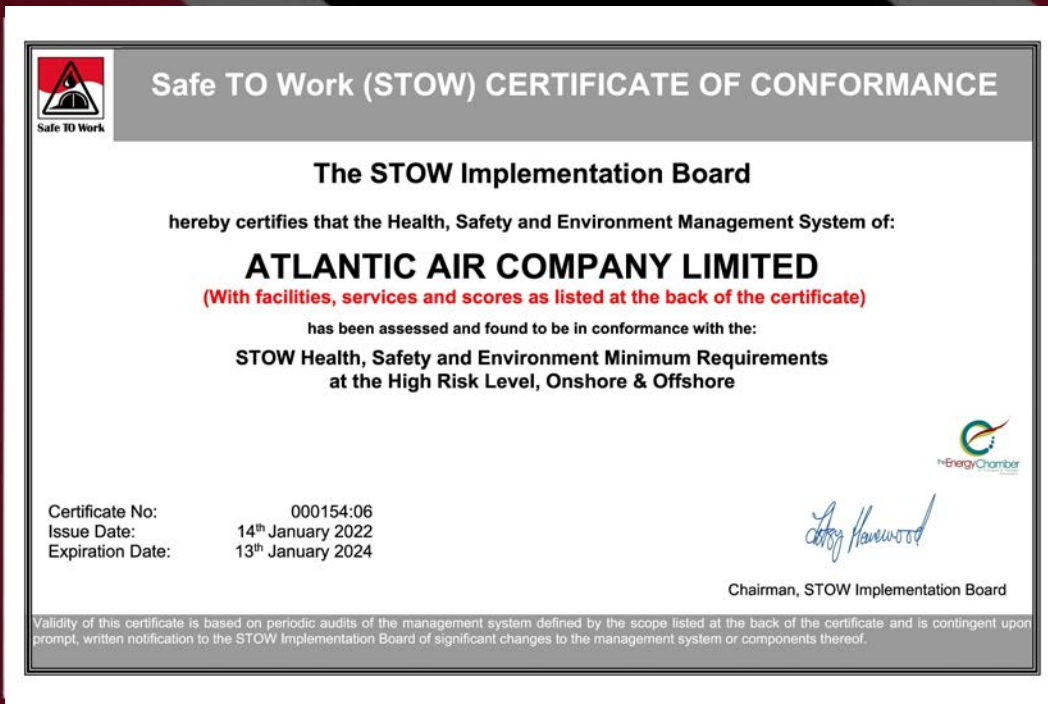 Safe TO Work (STOW) CERTIFICATE OF CONFORMANCE
Safe TO Work
The STOW Implementation Board
hereby certifies that the Health, Safety and Environment Management System of:
ATLANTIC AIR COMPANY LIMITED
(With facilities, services and scores as listed at the back of the certificate)
has been assessed and found to be in conformance with the:
STOW Health, Safety and Environment Minimum Requirements
at the High Risk Level, Onshore & Offshore
theEnergyChamber
Certificate No: 000154:06
Issue Date: 14th January 2022
Expiration Date: 13th January 2024
Chairman, STOW Implementation Board
Validity of this certificate is based on periodic audits of the management system defined by the scope listed at the back of the certificate and is contingent upon
prompt, written notification to the STOW Implementation Board of significant changes to the management system or components thereof.